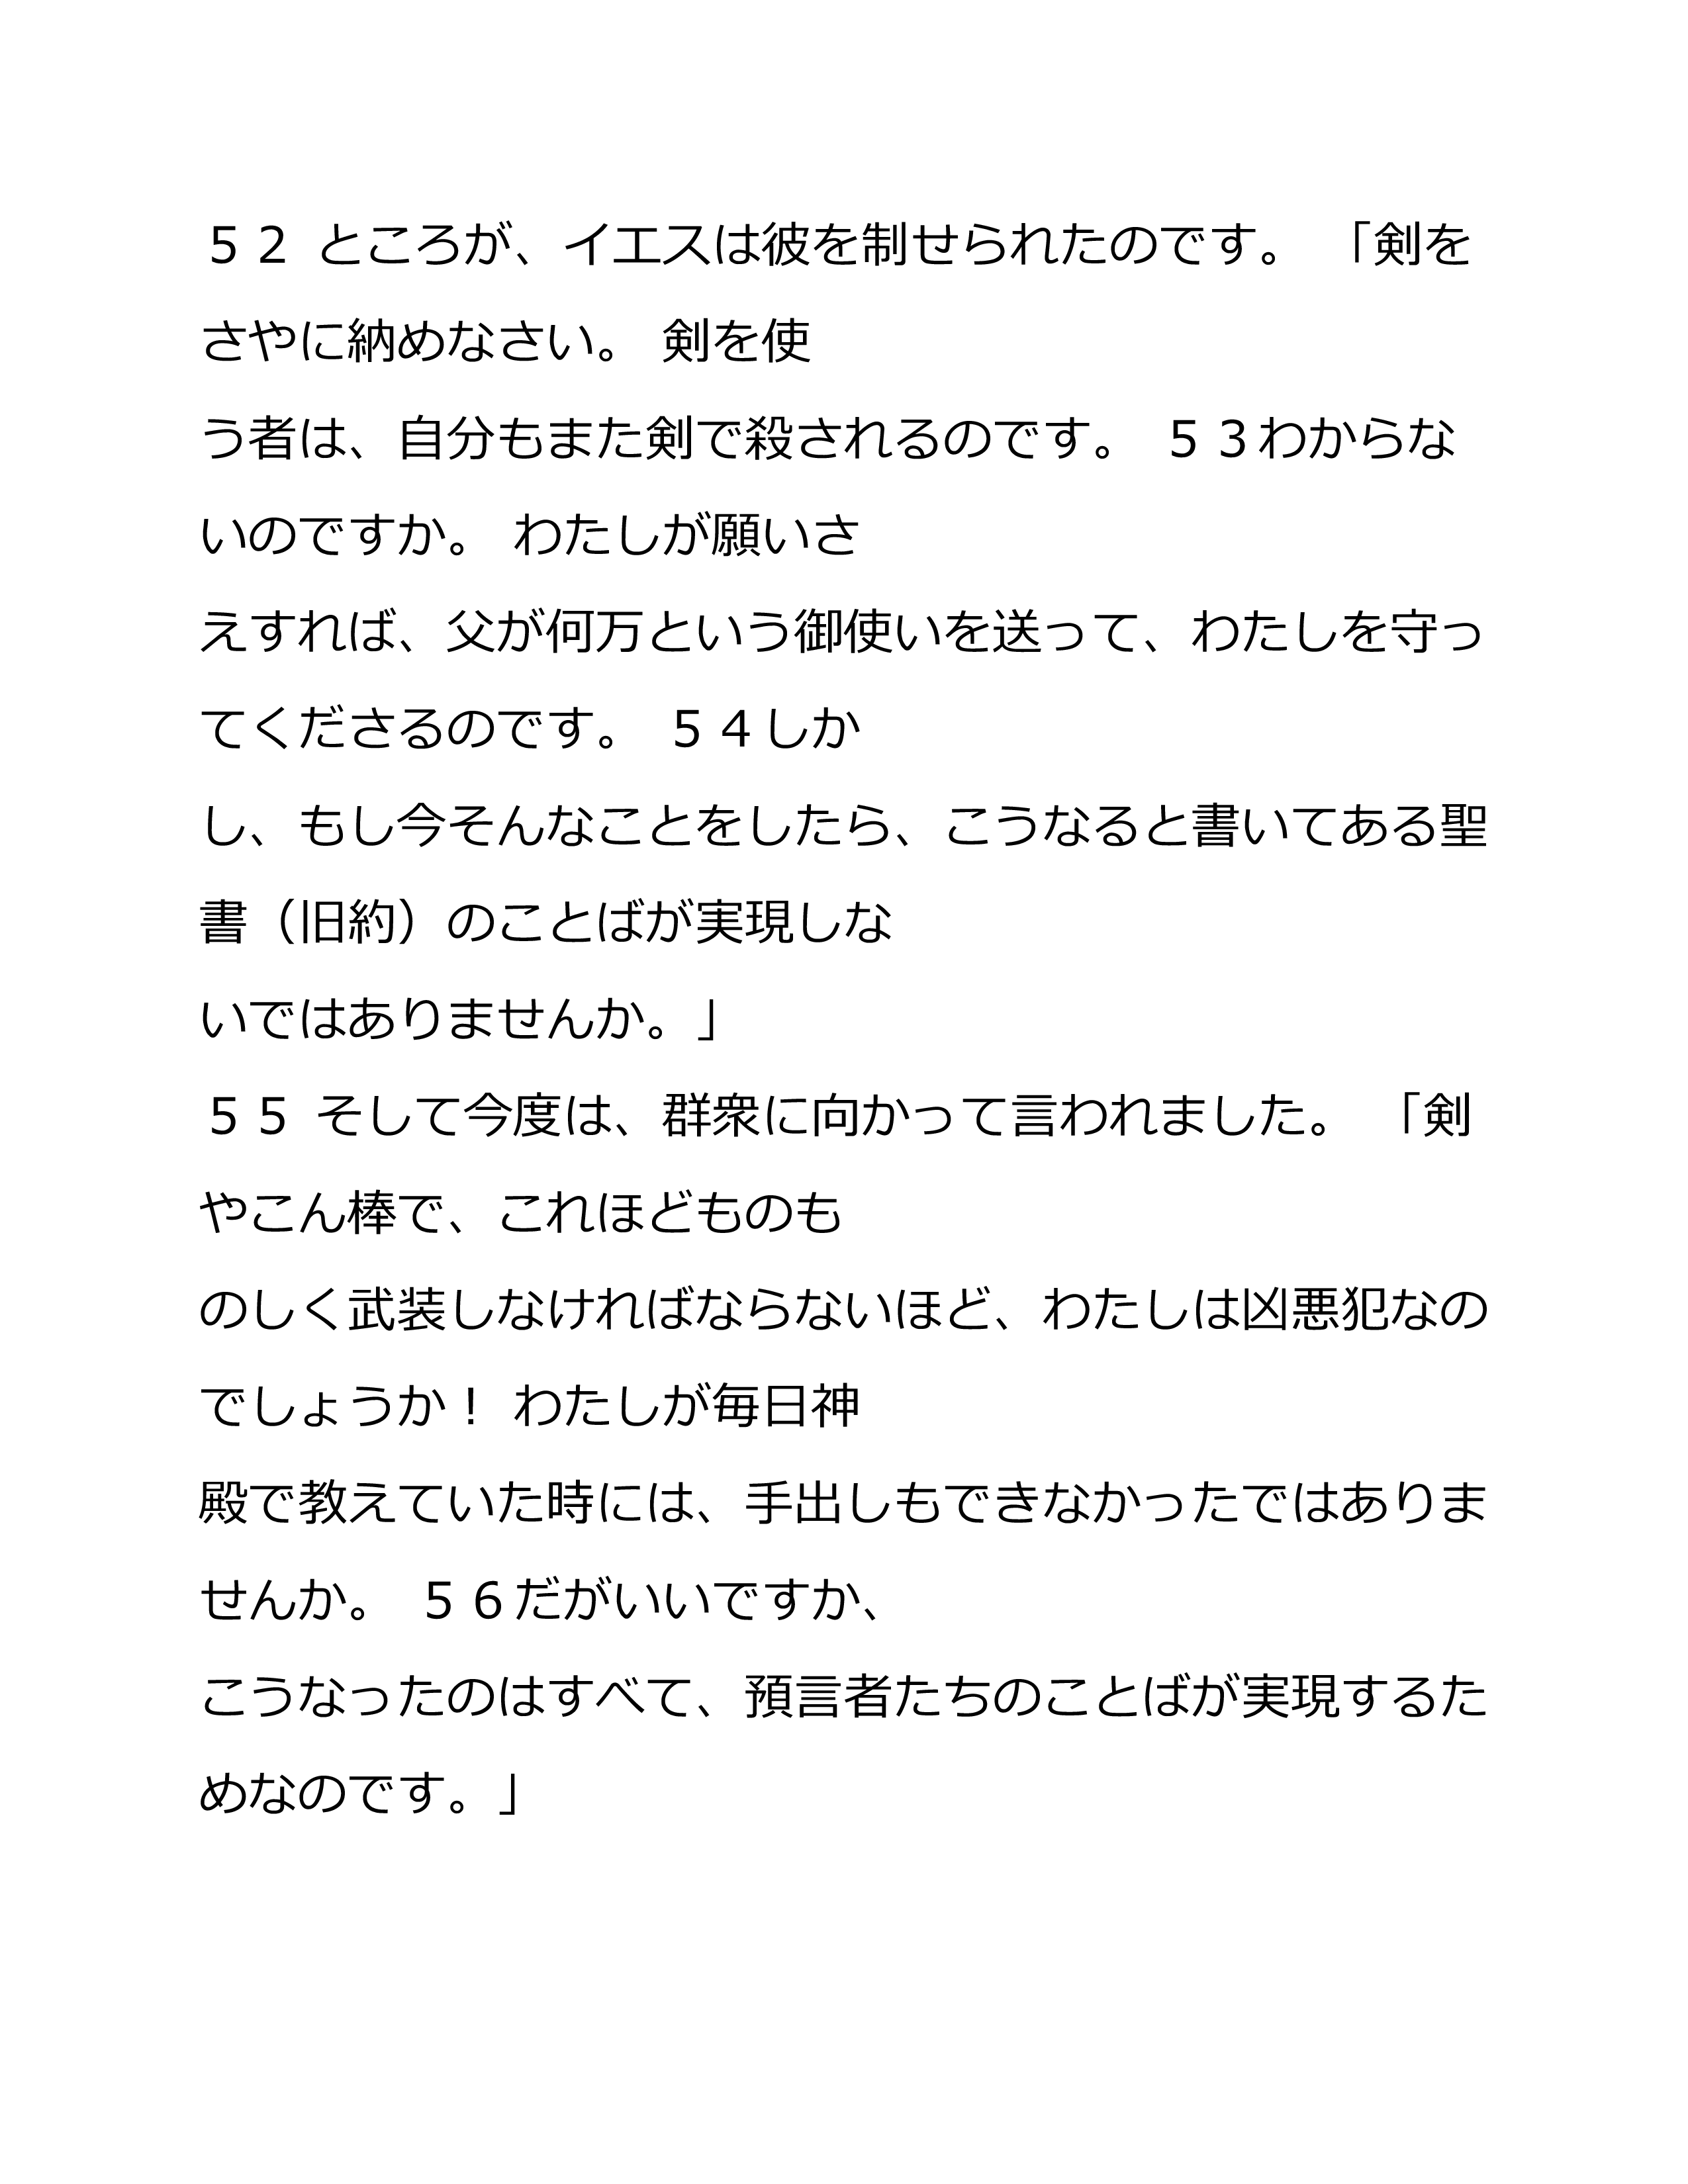 ５２ ところが、イエスは彼を制せられたのです。 「剣を
さやに納めなさい。 剣を使
う者は、自分もまた剣で殺されるのです。 ５３わからな
いのですか。 わたしが願いさ
えすれば、父が何万という御使いを送って、わたしを守っ
てくださるのです。 ５４しか
し、もし今そんなことをしたら、こうなると書いてある聖
書（旧約）のことばが実現しな
いではありませんか。」
５５ そして今度は、群衆に向かって言われました。 「剣
やこん棒で、これほどものも
のしく武装しなければならないほど、わたしは凶悪犯なの
でしょうか！ わたしが毎日神
殿で教えていた時には、手出しもできなかったではありま
せんか。 ５６だがいいですか、
こうなったのはすべて、預言者たちのことばが実現するた
めなのです。」